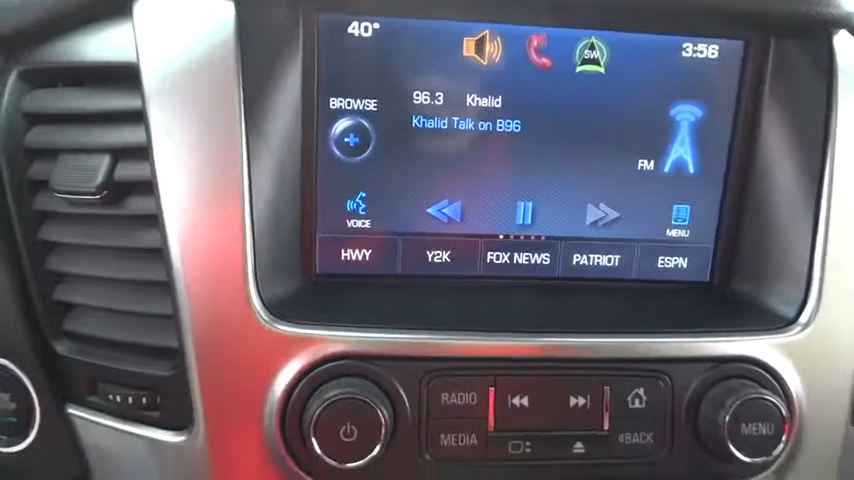 40°
SW
3:56
BROWSE
96.3 Khalid
Khalid Talk on B96
FM
VOICE
MENU
HWY Y2K FOX NEWS PATRIOT ESPN
RADIO
MEDIA
BACK
MENU